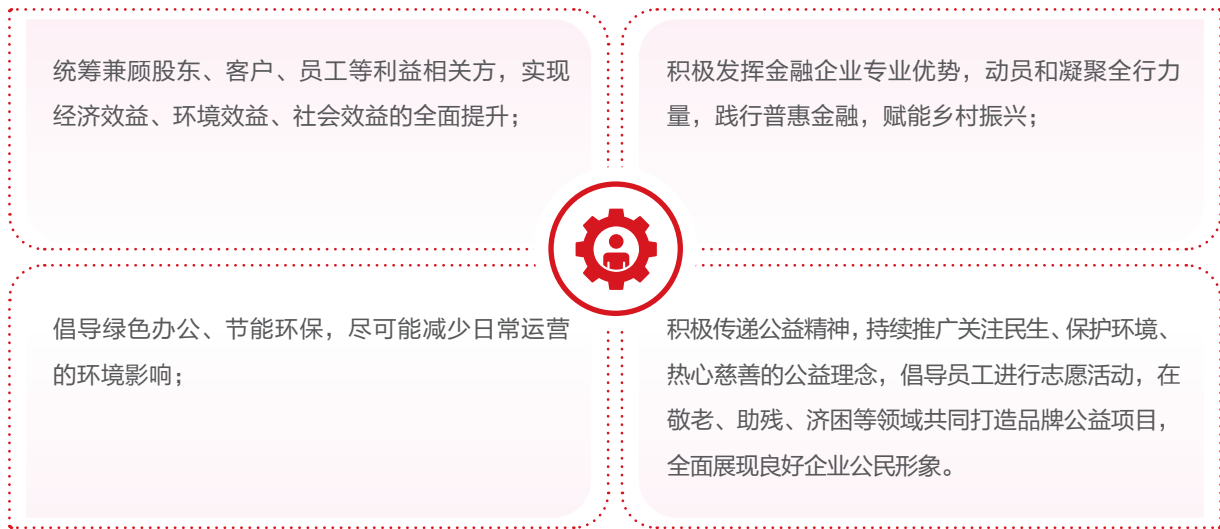 统筹兼顾股东、客户、员工等利益相关方，实现
经济效益、环境效益、社会效益的全面提升；
积极发挥金融企业专业优势，动员和凝聚全行力
量，践行普惠金融，赋能乡村振兴；
倡导绿色办公、节能环保，尽可能减少日常运营
的环境影响；
积极传递公益精神，持续推广关注民生、保护环境、
热心慈善的公益理念，倡导员工进行志愿活动，在
敬老、助残、济困等领域共同打造品牌公益项目，
全面展现良好企业公民形象。